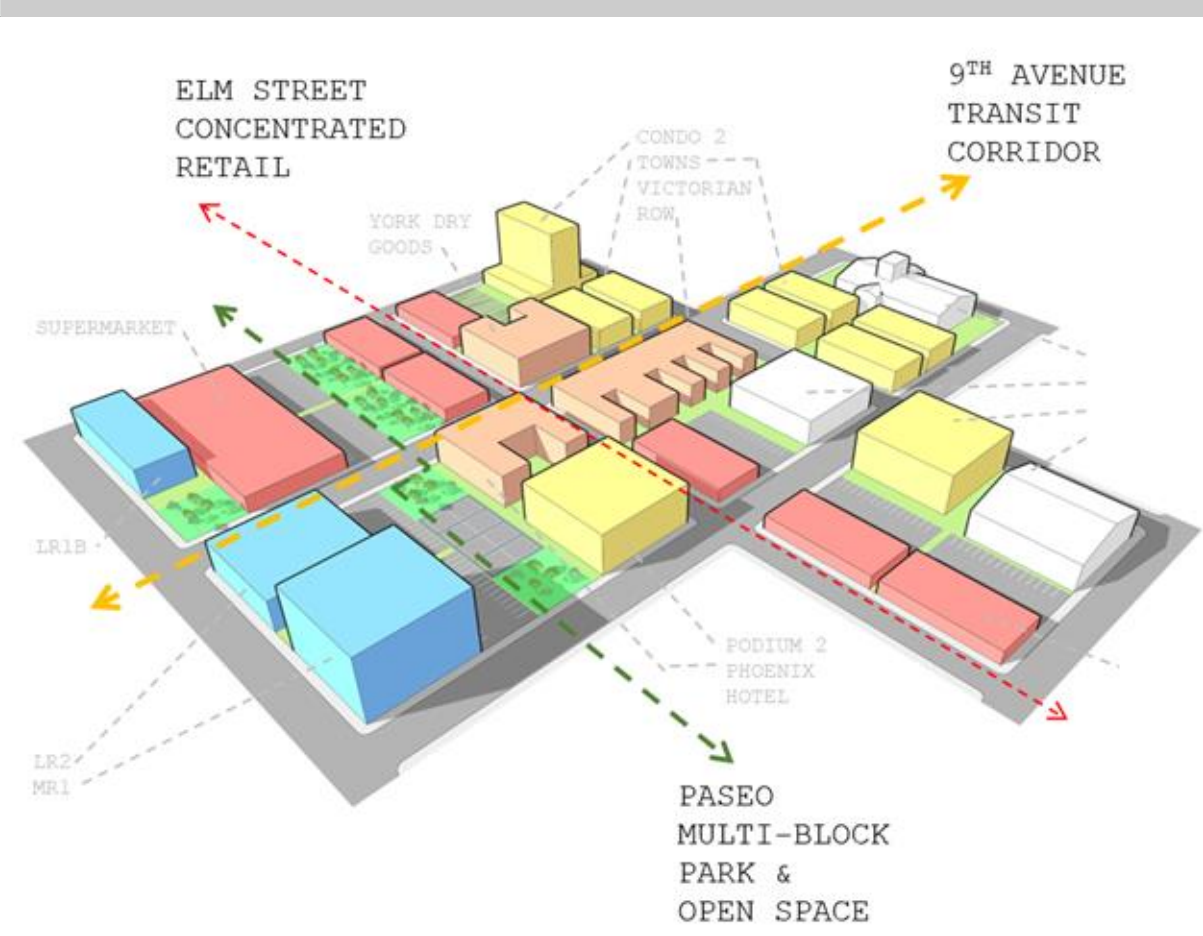 ELM STREET
CONCENTRATED
RETAIL
9TH AVENUE
TRANSIT
CORRIDOR
CONDO 2
TOWNS
VICTORIAN
ROW
YORK DRY
GOODS
SUPERMARKET
LR1B
LR2
MR1
PODIUM 2
PHOENIX
HOTEL
PASEO
MULTI-BLOCK
PARK &
OPEN SPACE